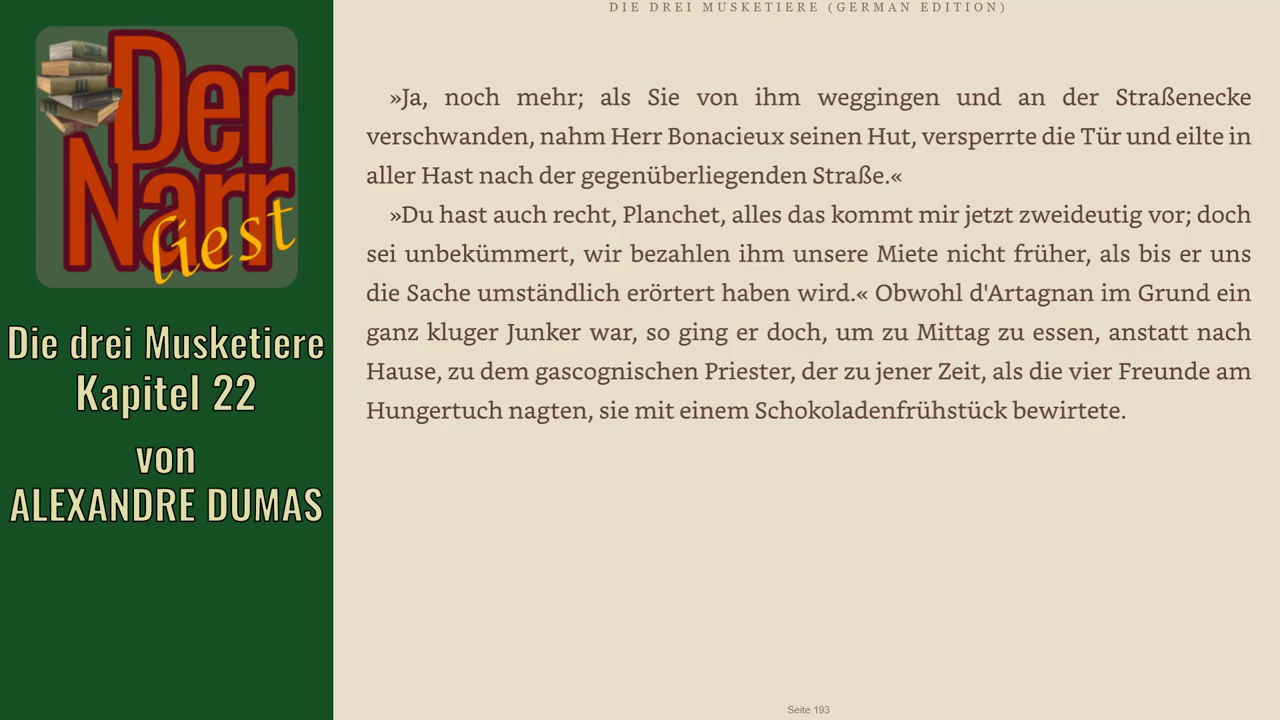 Der
Narr
liest
Die drei Musketiere
Kapitel 22
von
ALEXANDRE DUMAS
DIE DREI MUSKETIERE (GERMAN EDITION)
»Ja, noch mehr; als Sie von ihm weggingen und an der Straßenecke
verschwanden, nahm Herr Bonacieux seinen Hut, versperrte die Tür und eilte in
aller Hast nach der gegenüberliegenden Straße.«
»Du hast auch recht, Planchet, alles das kommt mir jetzt zweideutig vor; doch
sei unbekümmert, wir bezahlen ihm unsere Miete nicht früher, als bis er uns
die Sache umständlich erörtert haben wird.« Obwohl d'Artagnan im Grund ein
ganz kluger Junker war, so ging er doch, um zu Mittag zu essen, anstatt nach
Hause, zu dem gascognischen Priester, der zu jener Zeit, als die vier Freunde am
Hungertuch nagten, sie mit einem Schokoladenfrühstück bewirtete.
Seite 193